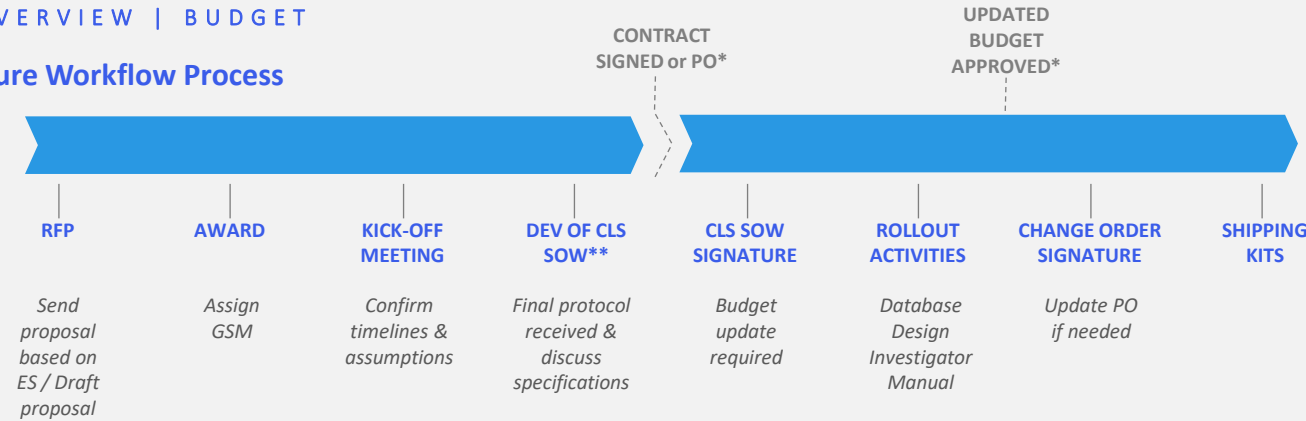 VERVIEW | BUDGET
ure Workflow Process
CONTRACT
SIGNED or PO*
UPDATED
BUDGET
APPROVED*
RFP
Send
proposal
based on
ES / Draft
proposal
AWARD
Assign
GSM
KICK-OFF
MEETING
Confirm
timelines &
assumptions
DEV OF CLS
SOW**
Final protocol
received &
discuss
specifications
CLS SOW
SIGNATURE
Budget
update
required
ROLLOUT
ACTIVITIES
Database
Design
Investigator
Manual
CHANGE ORDER
SIGNATURE
Update PO
if needed
SHIPPING
KITS